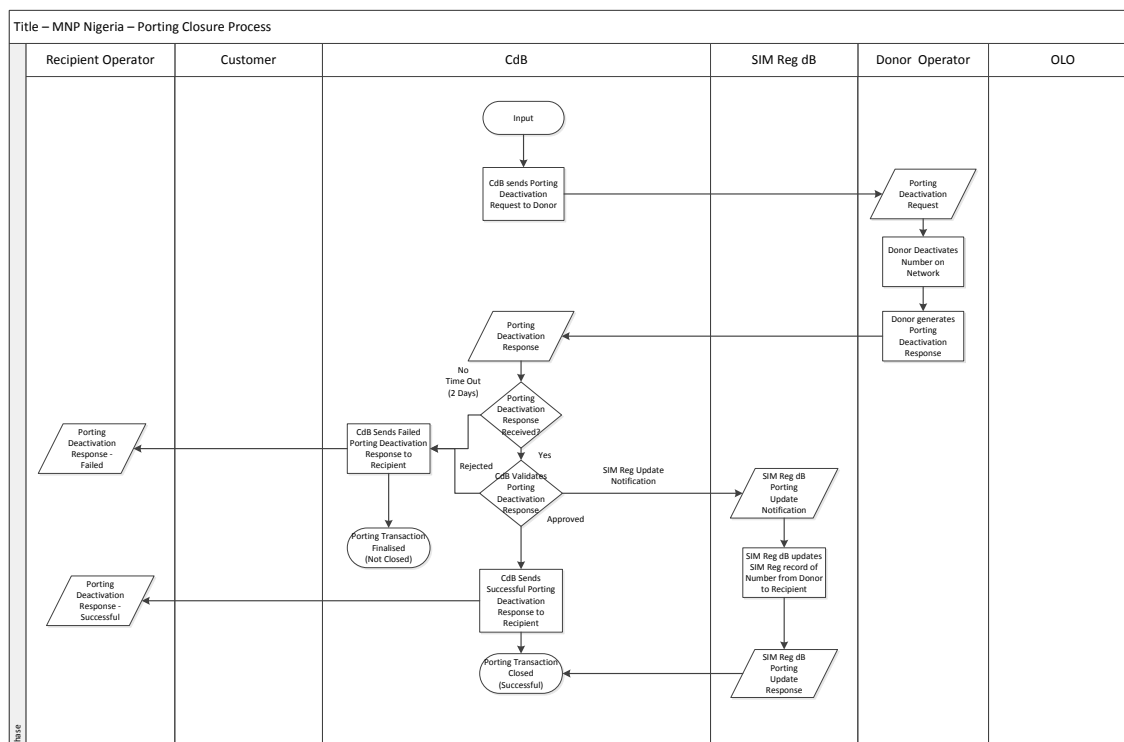 Title – MNP Nigeria – Porting Closure Process
Recipient Operator
Customer
CdB
SIM Reg dB
Donor Operator
OLO
Input
CdB sends Porting
Deactivation
Request to Donor
Porting
Deactivation
Request
Donor Deactivates
Number on
Network
Donor generates
Porting
Deactivation
Response
Porting
Deactivation
Response
No
Time Out
(2 Days)
Porting
Deactivation
Response
Received?
Yes
CdB Sends Failed
Porting Deactivation
Response to
Recipient
Porting
Deactivation
Response -
Failed
Rejected
CdB Validates
Porting
Deactivation
Response
SIM Reg Update
Notification
Approved
SIM Reg dB
Porting
Update
Notification
Porting Transaction
Finalised
(Not Closed)
SIM Reg dB updates
SIM Reg record of
Number from Donor
to Recipient
CdB Sends
Successful Porting
Deactivation
Response to
Recipient
Porting
Deactivation
Response -
Successful
Porting Transaction
Closed
(Successful)
SIM Reg dB
Porting
Update
Response
hase